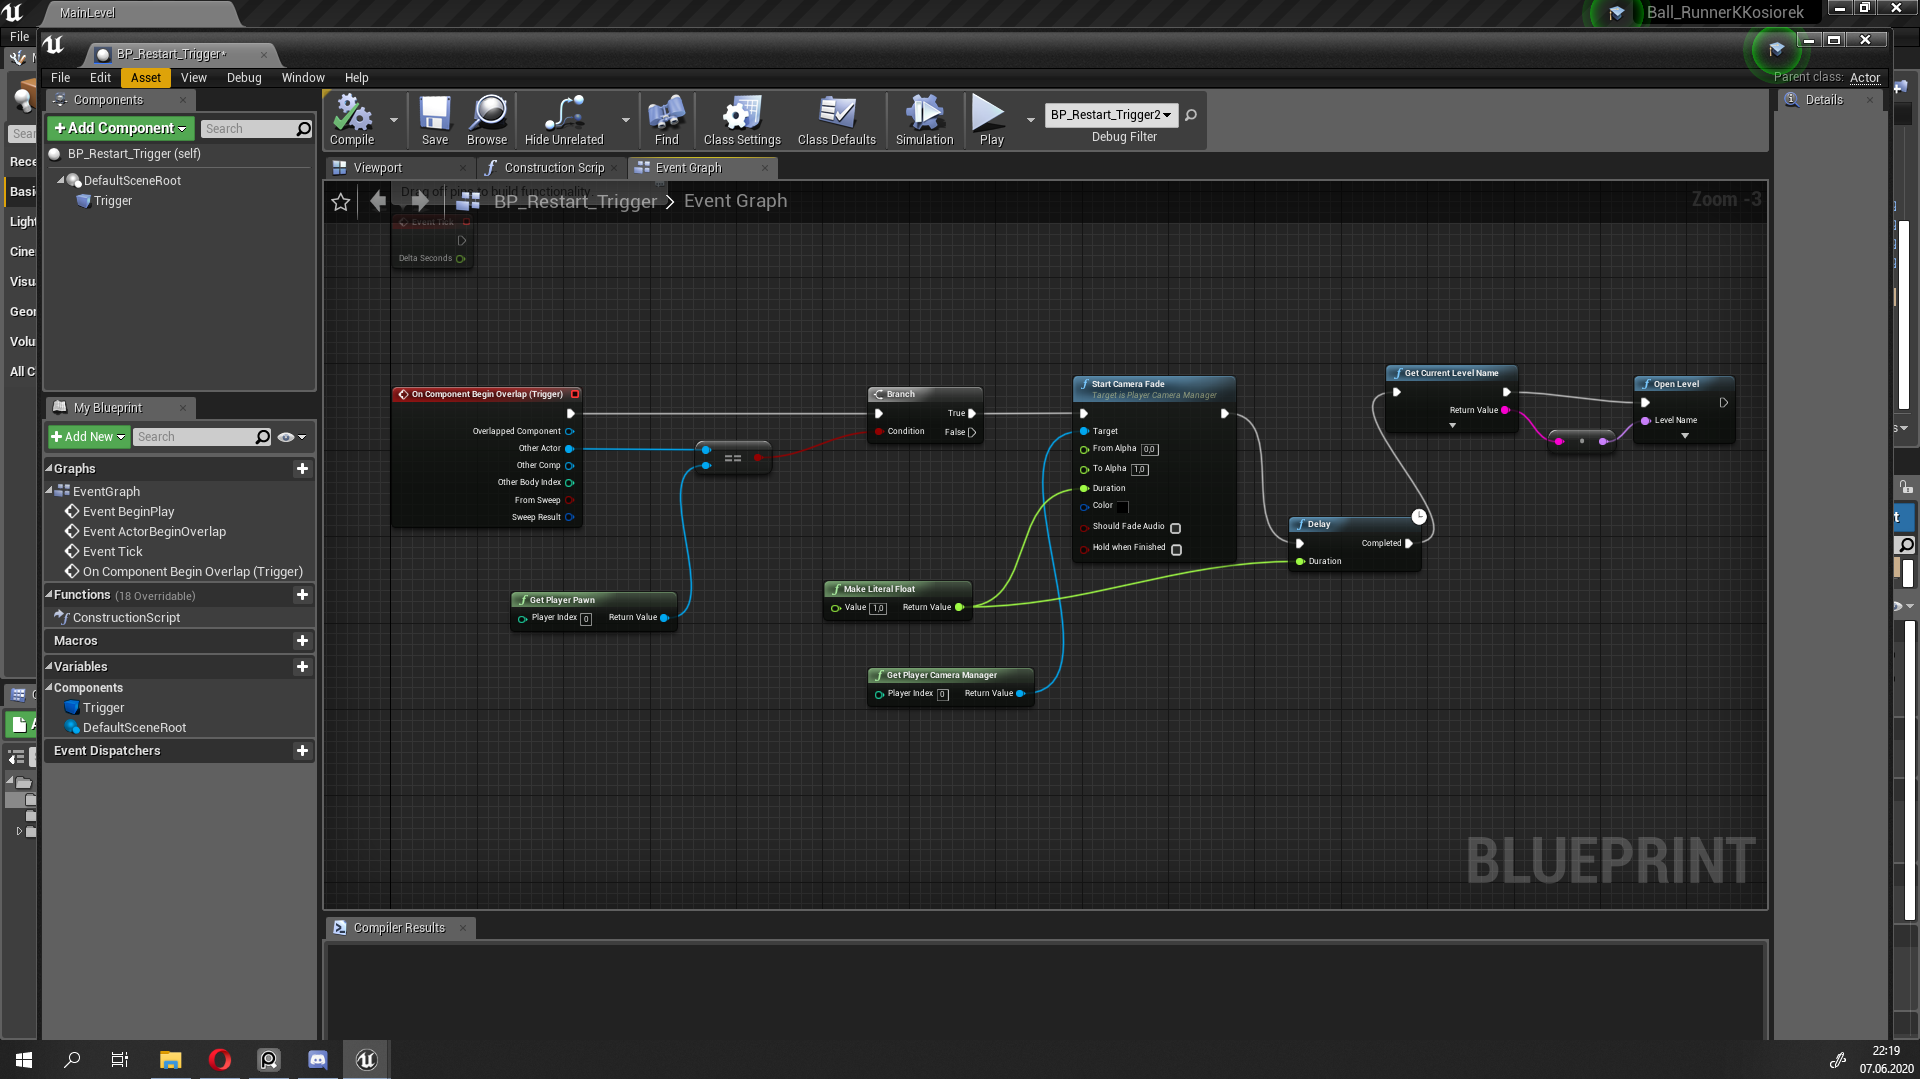 MainLevel
Ball_RunnerKKosiorek
File
BP_Restart_Trigger*
File Edit Asset View Debug Window Help
Parent class: Actor
Components
+Add Component
Search
BP_Restart_Trigger (self)
DefaultSceneRoot
Trigger
Rece
Basi
Light
Cine
Visu
Geor
Volu
All C
Compile
Save
Browse
Hide Unrelated
Find
Class Settings
Class Defaults
Simulation
Play
BP_Restart_Trigger2
Debug Filter
Details
Viewport
Construction Scrip
Event Graph
Drag off pins to build functionality
BP_Restart_Trigger > Event Graph
Zoom -3
Event Tick
Delta Seconds
My Blueprint
+Add New
Search
Graphs
EventGraph
Event BeginPlay
Event ActorBeginOverlap
Event Tick
On Component Begin Overlap (Trigger)
Functions (18 Overridable)
ConstructionScript
Macros
Variables
Components
Trigger
DefaultSceneRoot
Event Dispatchers
On Component Begin Overlap (Trigger)
Overlapped Component
Other Actor
Other Comp
Other Body Index
From Sweep
Sweep Result
==
Get Player Pawn
Player Index 0
Return Value
Branch
True
Condition
False
Make Literal Float
Value 1,0
Return Value
Get Player Camera Manager
Player Index 0
Return Value
Start Camera Fade
Target is Player Camera Manager
Target
From Alpha 0,0
To Alpha 1,0
Duration
Color
Should Fade Audio
Hold when Finished
Delay
Completed
Duration
Get Current Level Name
Return Value
Open Level
Level Name
BLUEPRINT
Compiler Results
22:19
07.06.2020